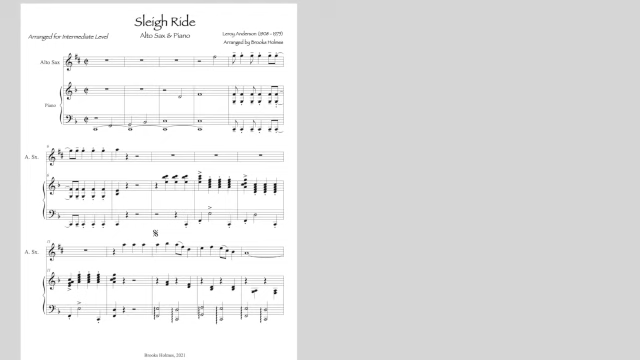 Sleigh Ride
Arranged for Intermediate Level
Alto Sax & Piano
Leroy Anderson (1908 - 1975)
Arranged by Brooke Holmes
Alto Sax
Piano
A. Sx.
A. Sx.
Brooke Holmes, 2021